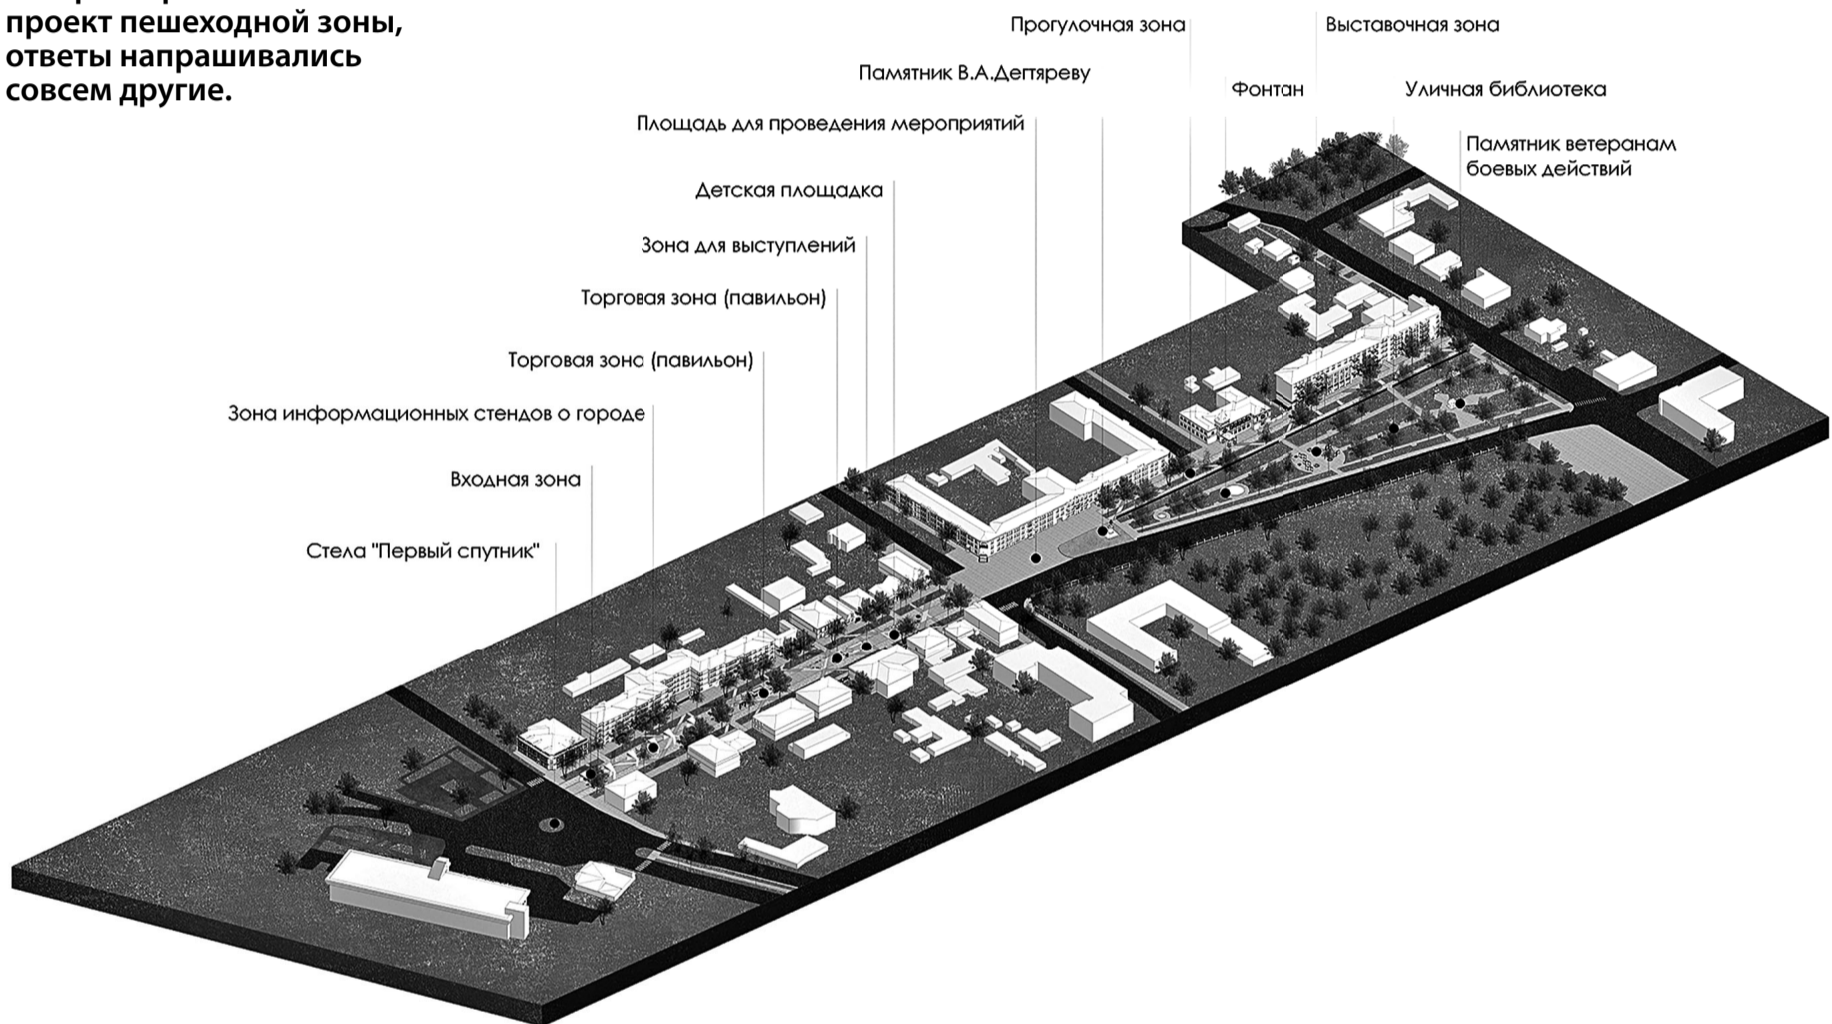 проект пешеходной зоны,
ответы напрашивались
совсем другие.
Прогулочная зона
Выставочная зона
Памятник В.А.Дегтяреву
Фонтан
Уличная библиотека
Площадь для проведения мероприятий
Памятник ветеранам
боевых действий
Детская площадка
Зона для выступлений
Торговая зона (павильон)
Торговая зона (павильон)
Зона информационных стендов о городе
Входная зона
Стела "Первый спутник"